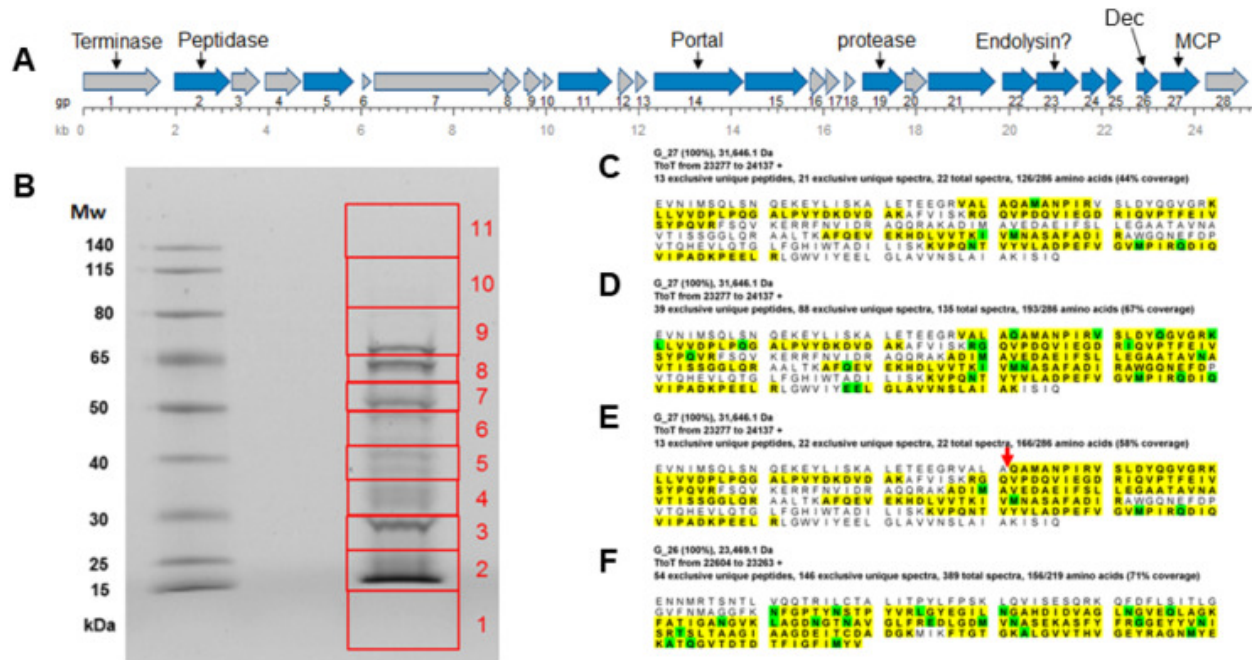 A
Terminase
Peptidase
Portal
protease
Endolysin?
Dec
MCP
gp 1 2 3 4 5 6 7 8 9 10 11 12 13 14 15 16 17 18 19 20 21 22 23 24 25 26 27 28
kb 0 2 4 6 8 10 12 14 16 18 20 22 24
B
Mw
140
115
80
65
50
40
30
25
15
kDa
11
10
9
8
7
6
5
4
3
2
1
C
G_27 (100%), 31,646.1 Da
TtoT from 23277 to 24137 +
13 exclusive unique peptides, 21 exclusive unique spectra, 22 total spectra, 126/286 amino acids (44% coverage)
EVNIMSQLSN QEKEYLISKA LETEEGRVAL AQAMANPIRV SLDYQGVGRK
LLVVDPLPQG ALPVYDKDVD AKAFVISKRG QVPDQVIEGD RIQVPTFEIV
SYPQVRFSQV KERRFNVIDR AQQRAKADIM AVEDAEIFSL LEGAATAVNA
VTISSGGLQR AALTKAFQEV EKHDLVVTKI VMNASAFADI RAWGQNEFDP
VTQHEVLQTG LFGHIWTADI LISKKVPQNT VYVLADPEFV GVMPIRQDIQ
VIPADKPEEL RLGWVIYEEL GLAVVNSLAI AKISIQ
D
G_27 (100%), 31,646.1 Da
TtoT from 23277 to 24137 +
39 exclusive unique peptides, 88 exclusive unique spectra, 135 total spectra, 193/286 amino acids (67% coverage)
EVNIMSQLSN QEKEYLISKA LETEEGRVAL AQAMANPIRV SLDYQGVGRK
LLVVDPLPQG ALPVYDKDVD AKAFVISKRG QVPDQVIEGD RIQVPTFEIV
SYPQVRFSQV KERRFNVIDR AQQRAKADIM AVEDAEIFSL LEGAATAVNA
VTISSGGLQR AALTKAFQEV EKHDLVVTKI VMNASAFADI RAWGQNEFDP
VTQHEVLQTG LFGHIWTADI LISKKVPQNT VYVLADPEFV GVMPIRQDIQ
VIPADKPEEL RLGWVIYEEL GLAVVNSLAI AKISIQ
E
G_27 (100%), 31,646.1 Da
TtoT from 23277 to 24137 +
13 exclusive unique peptides, 22 exclusive unique spectra, 22 total spectra, 166/286 amino acids (58% coverage)
EVNIMSQLSN QEKEYLISKA LETEEGRVAL AQAMANPIRV SLDYQGVGRK
LLVVDPLPQG ALPVYDKDVD AKAFVISKRG QVPDQVIEGD RIQVPTFEIV
SYPQVRFSQV KERRFNVIDR AQQRAKADIM AVEDAEIFSL LEGAATAVNA
VTISSGGLQR AALTKAFQEV EKHDLVVTKI VMNASAFADI RAWGQNEFDP
VTQHEVLQTG LFGHIWTADI LISKKVPQNT VYVLADPEFV GVMPIRQDIQ
VIPADKPEEL RLGWVIYEEL GLAVVNSLAI AKISIQ
F
G_26 (100%), 23,469.1 Da
TtoT from 22604 to 23263 +
54 exclusive unique peptides, 146 exclusive unique spectra, 389 total spectra, 156/219 amino acids (71% coverage)
ENNMRTSNTL VQQTRILCTA LITPYLFPSK LQVISESQRK QFDFLSITLG
GVFNMAGGFK NFGPTYNSTP YVRLGYEGIL NGAHDIDVAG LNGVEQLAGK
FATIGANGVK LAGDNGTNAV GLFREDLGDM VNASEKASFY FRGGEYYVNI
SRTSLTAAGI AAGDEITCDA DGKMIKFTGT GKALGVVTHV GEYRAGNMYE
KATQGVTDTD TFIGFIMYV